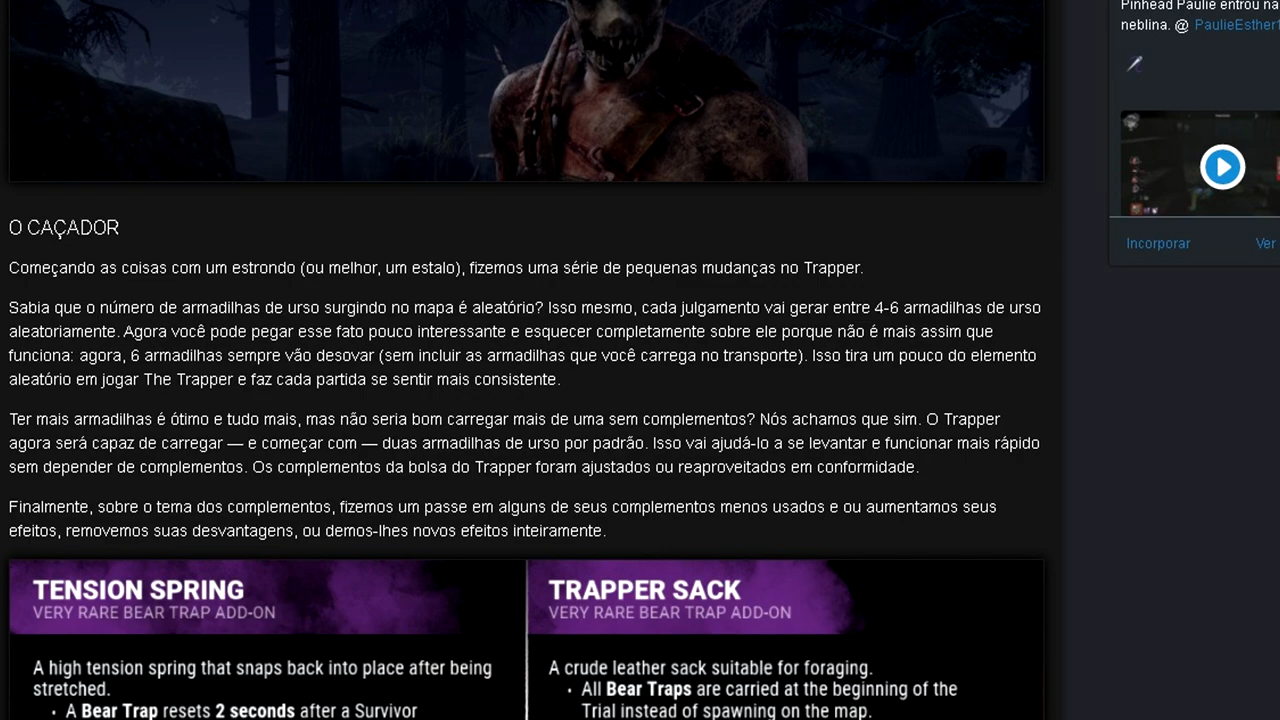 Pinhead Paulie entrou na
neblina. @ PaulieEsther
Incorporar
Ver
O CAÇADOR
Começando as coisas com um estrondo (ou melhor, um estalo), fizemos uma série de pequenas mudanças no Trapper.
Sabia que o número de armadilhas de urso surgindo no mapa é aleatório? Isso mesmo, cada julgamento vai gerar entre 4-6 armadilhas de urso
aleatoriamente. Agora você pode pegar esse fato pouco interessante e esquecer completamente sobre ele porque não é mais assim que
funciona: agora, 6 armadilhas sempre vão desovar (sem incluir as armadilhas que você carrega no transporte). Isso tira um pouco do elemento
aleatório em jogar The Trapper e faz cada partida se sentir mais consistente.
Ter mais armadilhas é ótimo e tudo mais, mas não seria bom carregar mais de uma sem complementos? Nós achamos que sim. O Trapper
agora será capaz de carregar — e começar com — duas armadilhas de urso por padrão. Isso vai ajudá-lo a se levantar e funcionar mais rápido
sem depender de complementos. Os complementos da bolsa do Trapper foram ajustados ou reaproveitados em conformidade.
Finalmente, sobre o tema dos complementos, fizemos um passe em alguns de seus complementos menos usados e ou aumentamos seus
efeitos, removemos suas desvantagens, ou demos-lhes novos efeitos inteiramente.
TENSION SPRING
VERY RARE BEAR TRAP ADD-ON
A high tension spring that snaps back into place after being
stretched.
• A Bear Trap resets 2 seconds after a Survivor
TRAPPER SACK
VERY RARE BEAR TRAP ADD-ON
A crude leather sack suitable for foraging.
• All Bear Traps are carried at the beginning of the
Trial instead of spawning on the map.